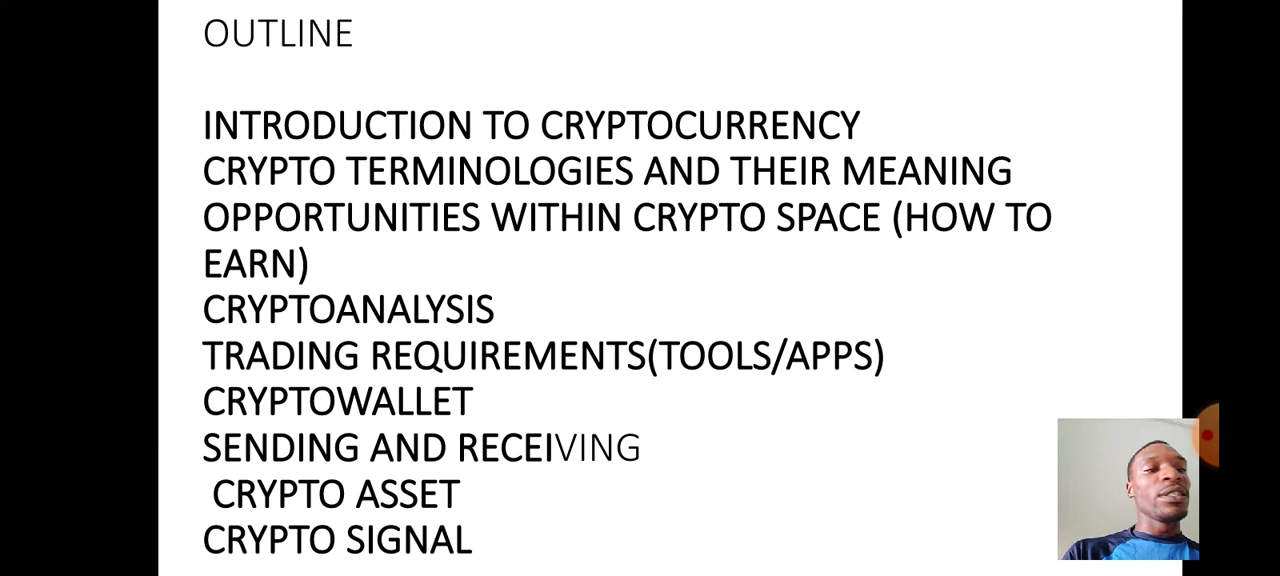 OUTLINE
INTRODUCTION TO CRYPTOCURRENCY
CRYPTO TERMINOLOGIES AND THEIR MEANING
OPPORTUNITIES WITHIN CRYPTO SPACE (HOW TO
EARN)
CRYPTOANALYSIS
TRADING REQUIREMENTS(TOOLS/APPS)
CRYPTOWALLET
SENDING AND RECEIVING
CRYPTO ASSET
CRYPTO SIGNAL